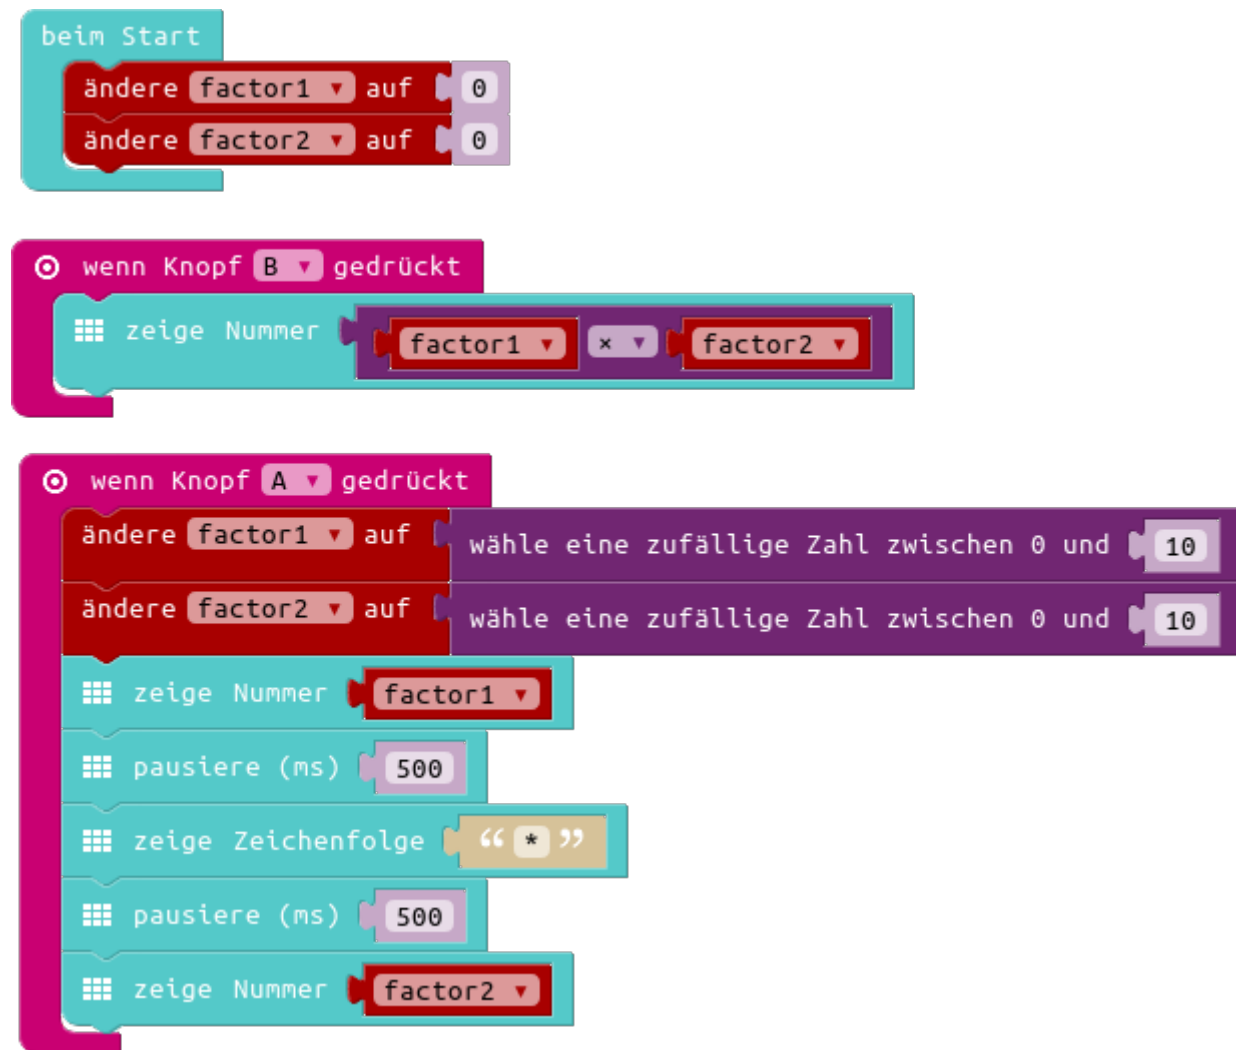 beim Start
ändere factor1 auf 0
ändere factor2 auf 0
wenn Knopf B gedrückt
zeige Nummer factor1 × factor2
wenn Knopf A gedrückt
ändere factor1 auf wähle eine zufällige Zahl zwischen 0 und 10
ändere factor2 auf wähle eine zufällige Zahl zwischen 0 und 10
zeige Nummer factor1
pausiere (ms) 500
zeige Zeichenfolge “ * ”
pausiere (ms) 500
zeige Nummer factor2